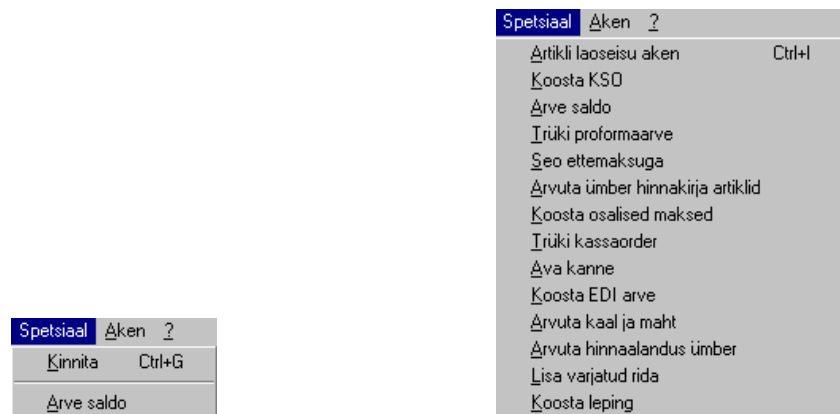 Spetsiaal Aken ?
Artikli laoseisu aken Ctrl+I
Koosta KSO
Arve saldo
Trüki proformaarve
Seo ettemaksuga
Arvuta ümber hinnakirja artiklid
Koosta osalised maksed
Trüki kassaorder
Ava kanne
Koosta EDI arve
Arvuta kaal ja maht
Arvuta hinnaalandus ümber
Lisa varjatud rida
Koosta leping
Spetsiaal Aken ?
Kinnita Ctrl+G
Arve saldo